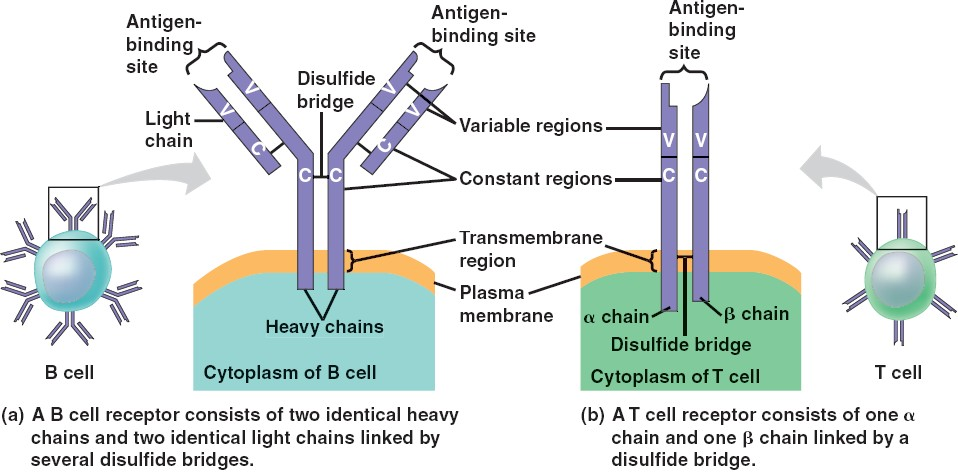 Antigen-
binding
site
Antigen-
binding site
Antigen-
binding
site
Disulfide
bridge
Light
chain
V
V
V
V
C
C
C
C
Variable regions
Constant regions
V
V
C
C
Transmembrane
region
Plasma
membrane
Heavy chains
α chain
β chain
Disulfide bridge
B cell
Cytoplasm of B cell
Cytoplasm of T cell
T cell
(a) A B cell receptor consists of two identical heavy
chains and two identical light chains linked by
several disulfide bridges.
(b) A T cell receptor consists of one α
chain and one β chain linked by a
disulfide bridge.